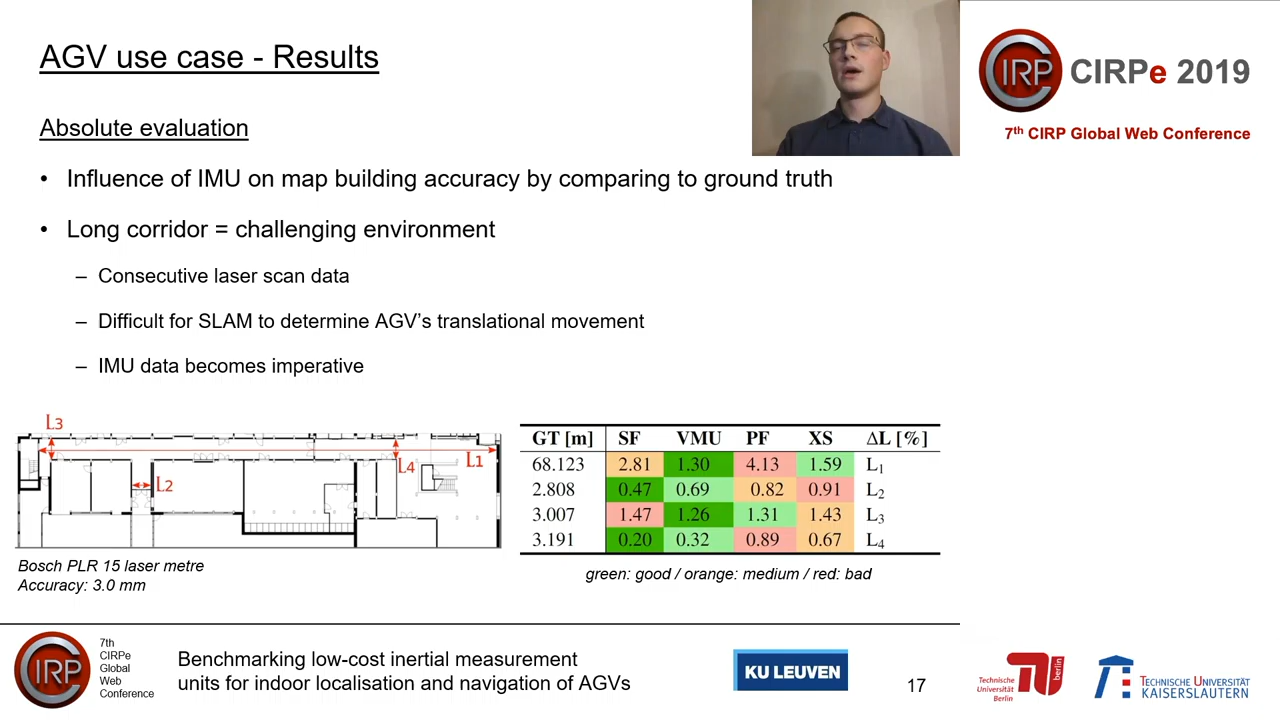 AGV use case - Results
CIRP
CIRPe 2019
7th CIRP Global Web Conference
Absolute evaluation
• Influence of IMU on map building accuracy by comparing to ground truth
• Long corridor = challenging environment
– Consecutive laser scan data
– Difficult for SLAM to determine AGV's translational movement
– IMU data becomes imperative
L3
L4
L1
L2
GT [m] SF VMU PF XS ΔL [%]
68.123 2.81 1.30 4.13 1.59 L₁
2.808 0.47 0.69 0.82 0.91 L₂
3.007 1.47 1.26 1.31 1.43 L₃
3.191 0.20 0.32 0.89 0.67 L₄
Bosch PLR 15 laser metre
Accuracy: 3.0 mm
green: good / orange: medium / red: bad
CIRP
7th
CIRPe
Global
Web
Conference
Benchmarking low-cost inertial measurement
units for indoor localisation and navigation of AGVs
KU LEUVEN
17
Technische
Universität
Berlin
berlin
TECHNISCHE UNIVERSITÄT
KAISERSLAUTERN